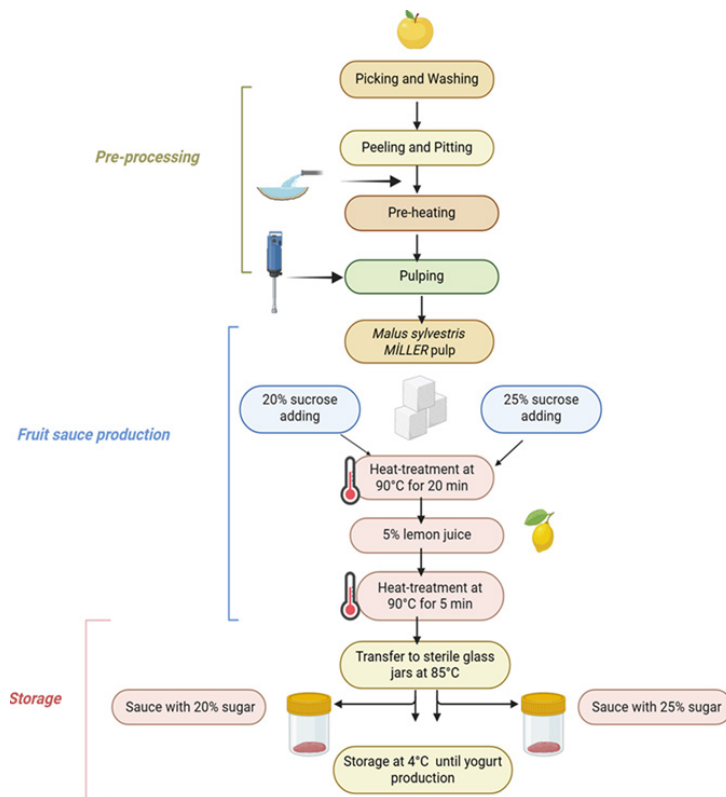 Picking and Washing
Peeling and Pitting
Pre-processing
Pre-heating
Pulping
Malus sylvestris
MİLLER pulp
20% sucrose
adding
25% sucrose
adding
Fruit sauce production
Heat-treatment at
90°C for 20 min
5% lemon juice
Heat-treatment at
90°C for 5 min
Transfer to sterile glass
jars at 85°C
Storage
Sauce with 20% sugar
Sauce with 25% sugar
Storage at 4°C until yogurt
production